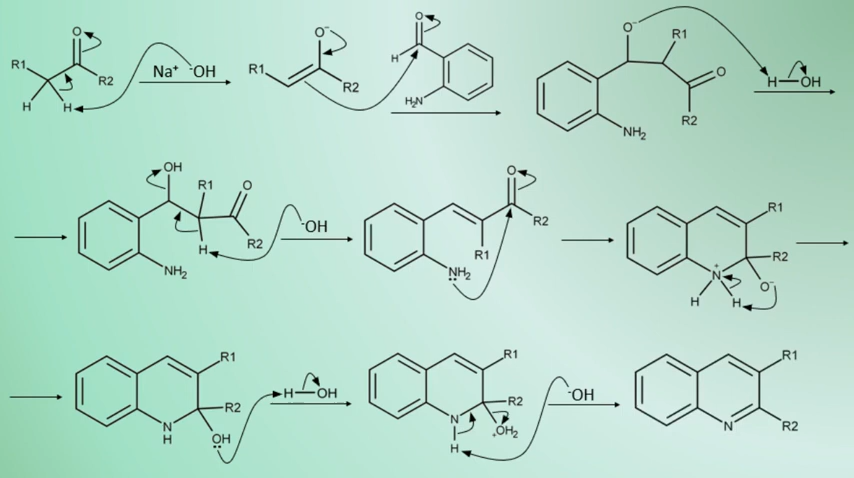 O
R1
R2
H H
Na⁺ ⁻OH
O⁻
R1
R2
O
H
H₂N
O⁻
R1
O
R2
NH₂
H OH
OH
R1
O
H
R2
NH₂
⁻OH
O
R2
R1
NH₂
R1
R2
N⁺
O⁻
H H
R1
R2
N
H
OH
H OH
R1
R2
N
H
⁺OH₂
⁻OH
R1
N
R2